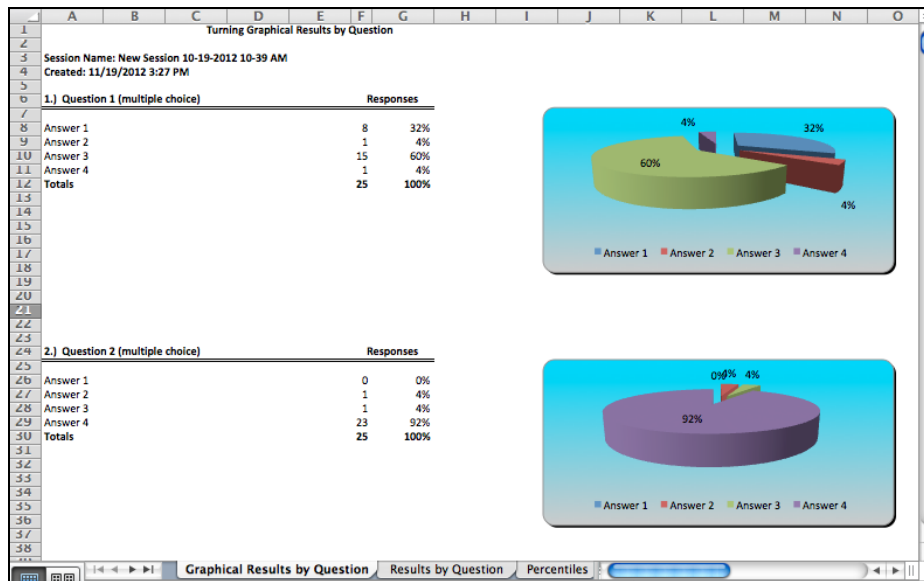 A B C D E F G H I J K L M N O
1 Turning Graphical Results by Question
2
3 Session Name: New Session 10-19-2012 10-39 AM
4 Created: 11/19/2012 3:27 PM
5
6 1.) Question 1 (multiple choice) Responses
7
8 Answer 1 8 32%
9 Answer 2 1 4%
10 Answer 3 15 60%
11 Answer 4 1 4%
12 Totals 25 100%
4% 32%
60%
4%
Answer 1 Answer 2 Answer 3 Answer 4
13
14
15
16
17
18
19
20
21
22
23
24 2.) Question 2 (multiple choice) Responses
25
26 Answer 1 0 0%
27 Answer 2 1 4%
28 Answer 3 1 4%
29 Answer 4 23 92%
30 Totals 25 100%
0% 4% 4%
92%
Answer 1 Answer 2 Answer 3 Answer 4
31
32
33
34
35
36
37
38
Graphical Results by Question Results by Question Percentiles